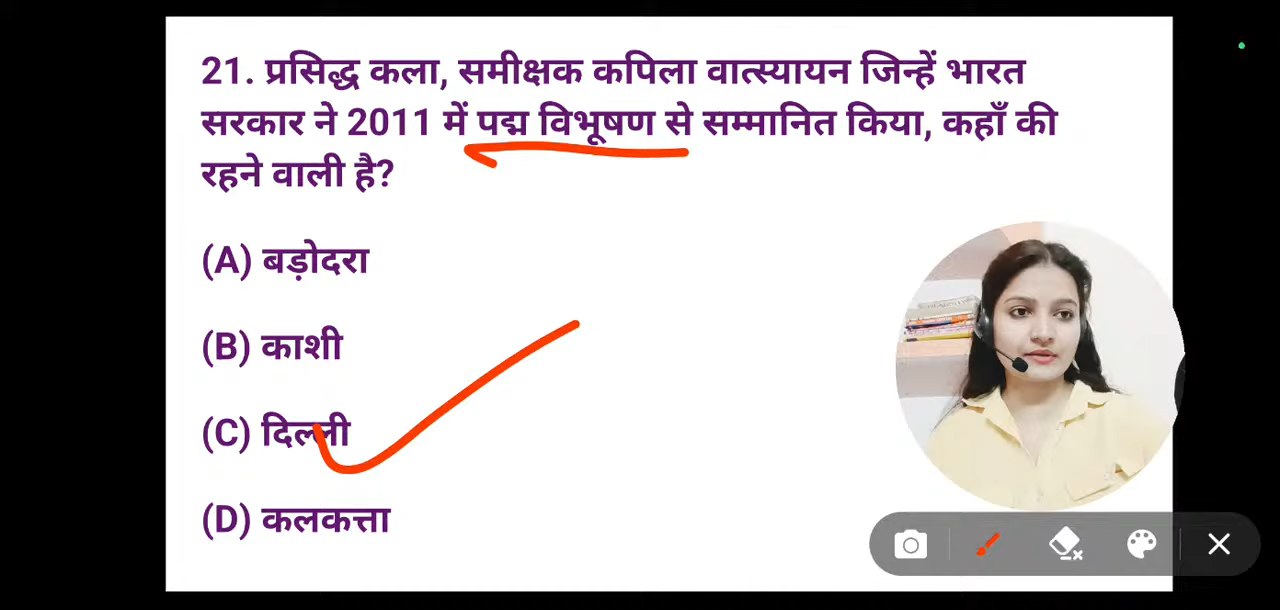 21. प्रसिद्ध कला, समीक्षक कपिला वात्स्यायन जिन्हें भारत
सरकार ने 2011 में पद्म विभूषण से सम्मानित किया, कहाँ की
रहने वाली है?
(A) बड़ोदरा
(B) काशी
(C) दिल्ली
(D) कलकत्ता